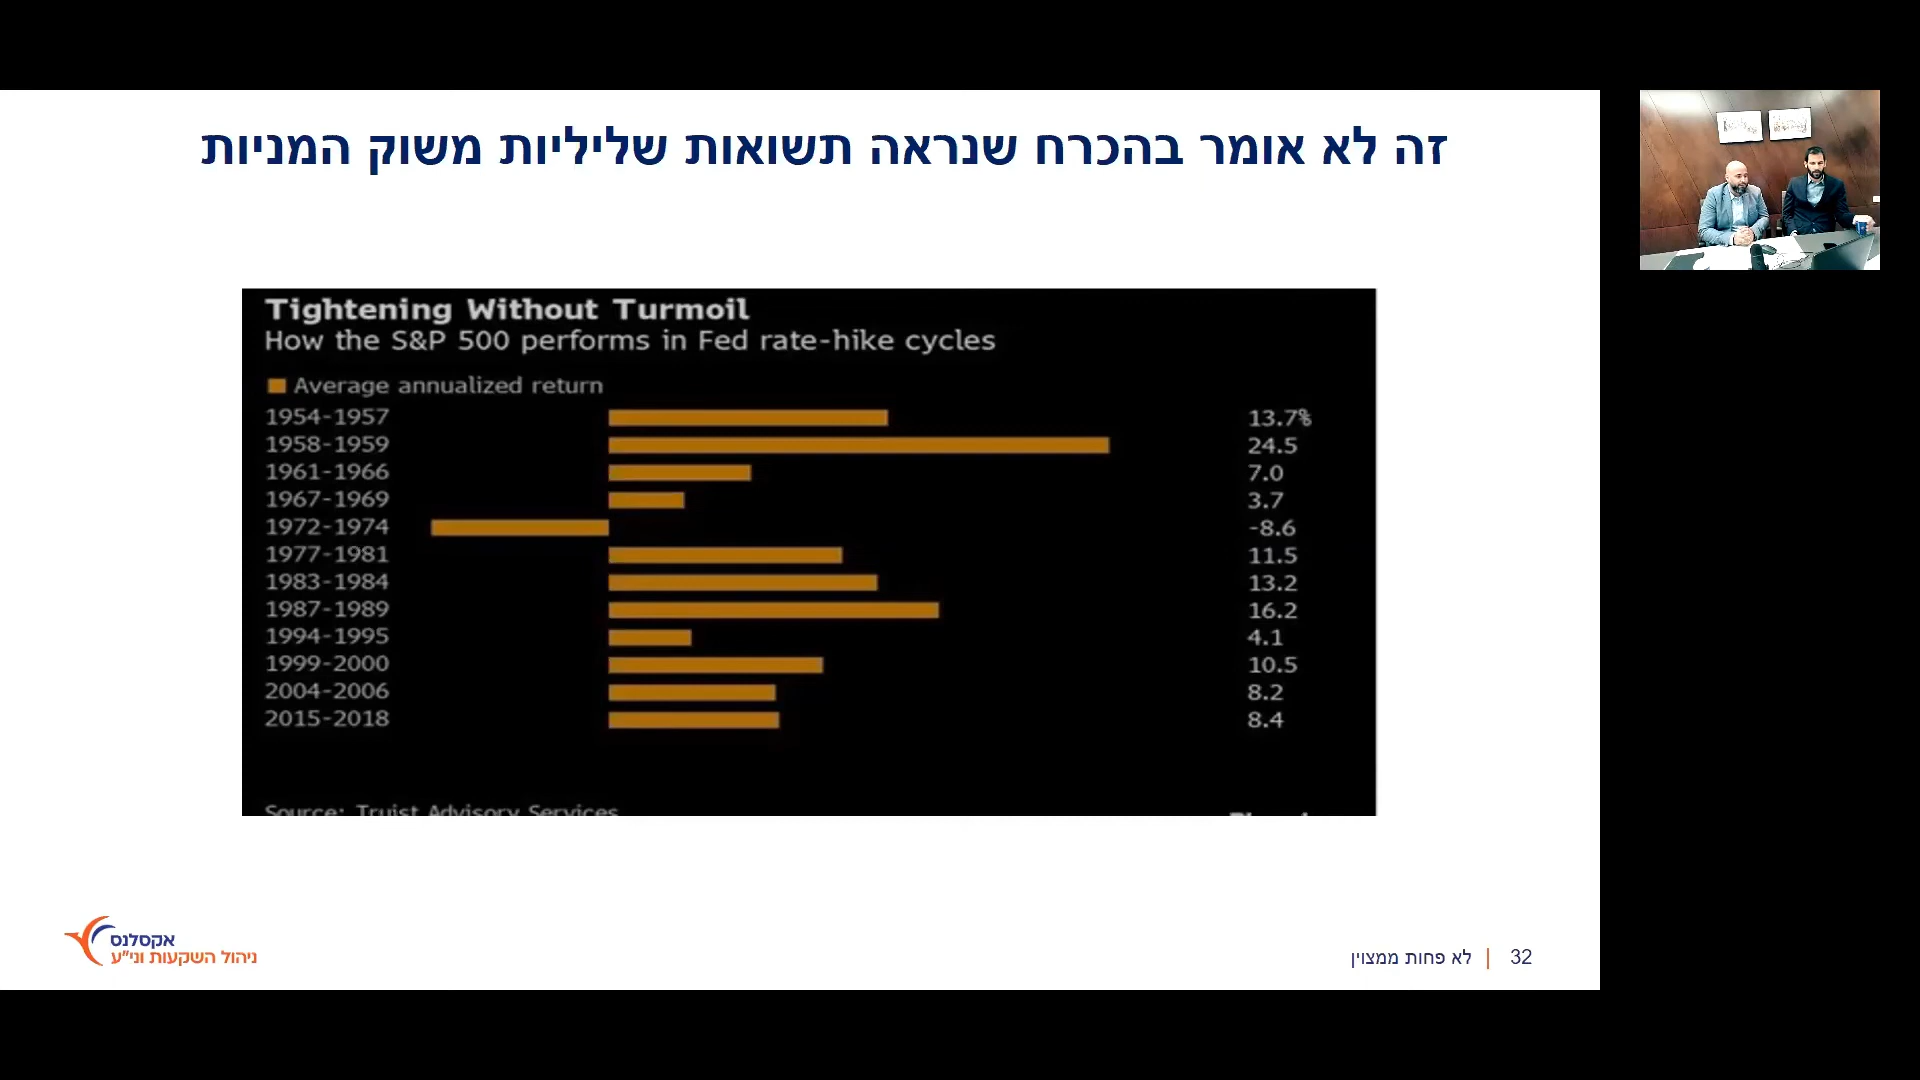 זה לא אומר בהכרח שנראה תשואות שליליות משוק המניות
Tightening Without Turmoil
How the S&P 500 performs in Fed rate-hike cycles
Average annualized return
1954-1957 13.7%
1958-1959 24.5
1961-1966 7.0
1967-1969 3.7
1972-1974 -8.6
1977-1981 11.5
1983-1984 13.2
1987-1989 16.2
1994-1995 4.1
1999-2000 10.5
2004-2006 8.2
2015-2018 8.4
Source: Truist Advisory Services
אקסלנס
ניהול השקעות וני"ע
לא פחות ממצוין | 32